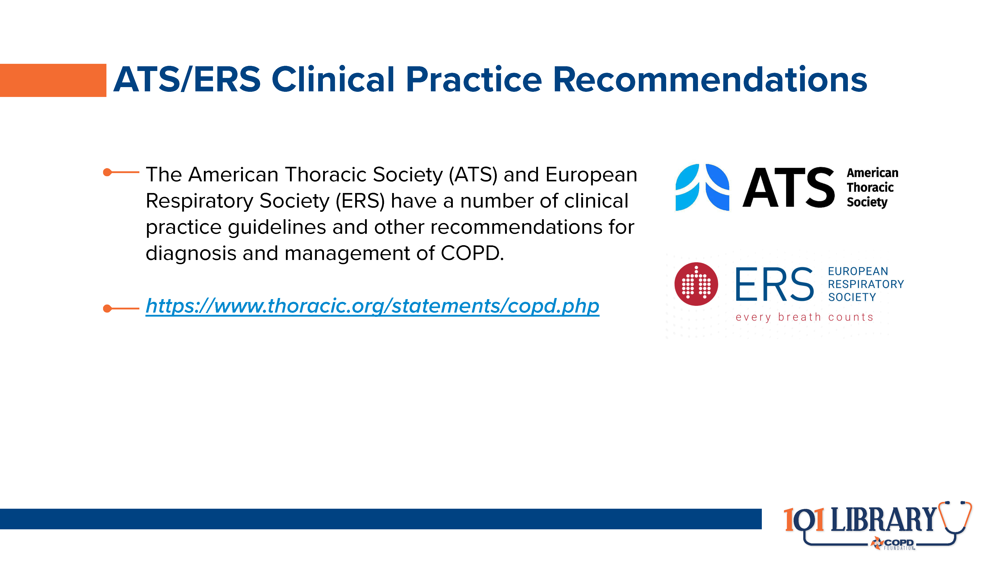 ATS/ERS Clinical Practice Recommendations
The American Thoracic Society (ATS) and European
Respiratory Society (ERS) have a number of clinical
practice guidelines and other recommendations for
diagnosis and management of COPD.
https://www.thoracic.org/statements/copd.php
ATS
American
Thoracic
Society
ERS
EUROPEAN
RESPIRATORY
SOCIETY
every breath counts
101 LIBRARY
COPD
FOUNDATION®